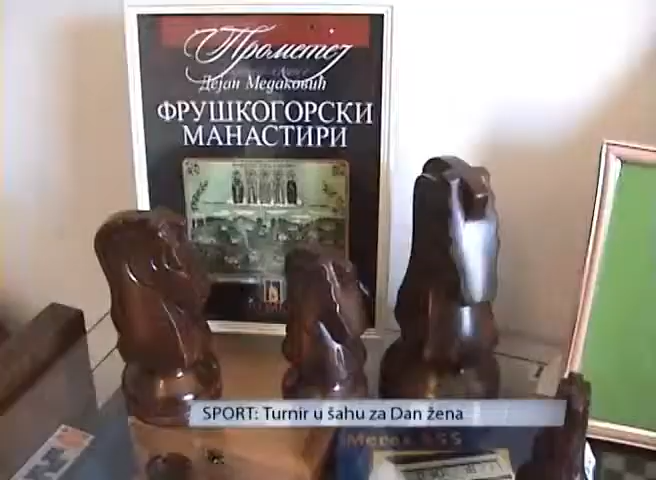 Прометеј
Дејан Медаковић
ФРУШКОГОРСКИ
МАНАСТИРИ
SPORT: Turnir u šahu za Dan žena